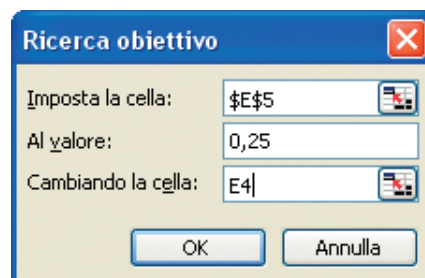 Ricerca obiettivo
Imposta la cella: $E$5
Al valore: 0,25
Cambiando la cella: E4
OK Annulla